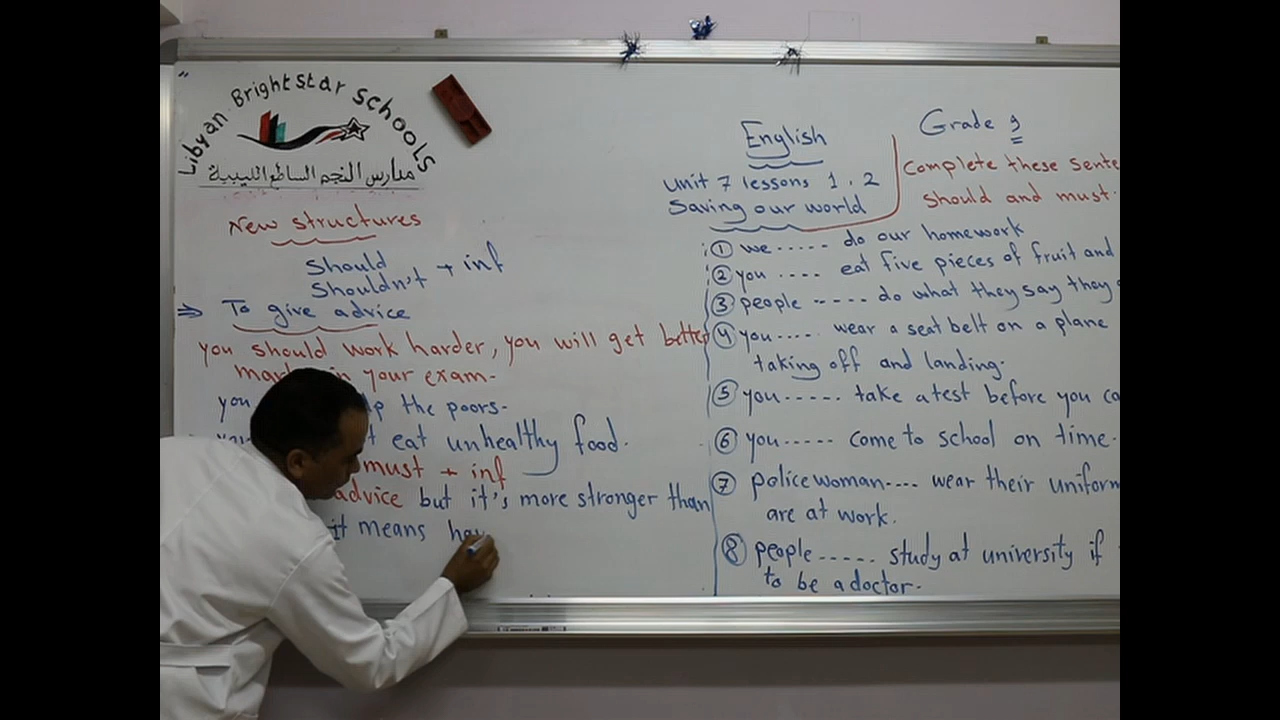 Libyan Bright star Schools
مدارس النجم الساطع الليبية
New structures
Should
Shouldn't + inf
⇒ To give advice
you should work harder, you will get better
in your exam.
you the poors.
eat unhealthy food.
must + inf
advice but it's more stronger than
it means
English
unit 7 lessons 1, 2
Saving our world
Grade 9
Complete these
should and must.
① we ..... do our homework
② you .... eat five pieces of fruit and
③ people ..... do what they say they
④ you .... wear a seat belt on a plane
taking off and landing.
⑤ you ..... take a test before you
⑥ you ..... come to school on time.
⑦ police woman .... wear their
are at work.
⑧ people ..... study at university if
to be a doctor.